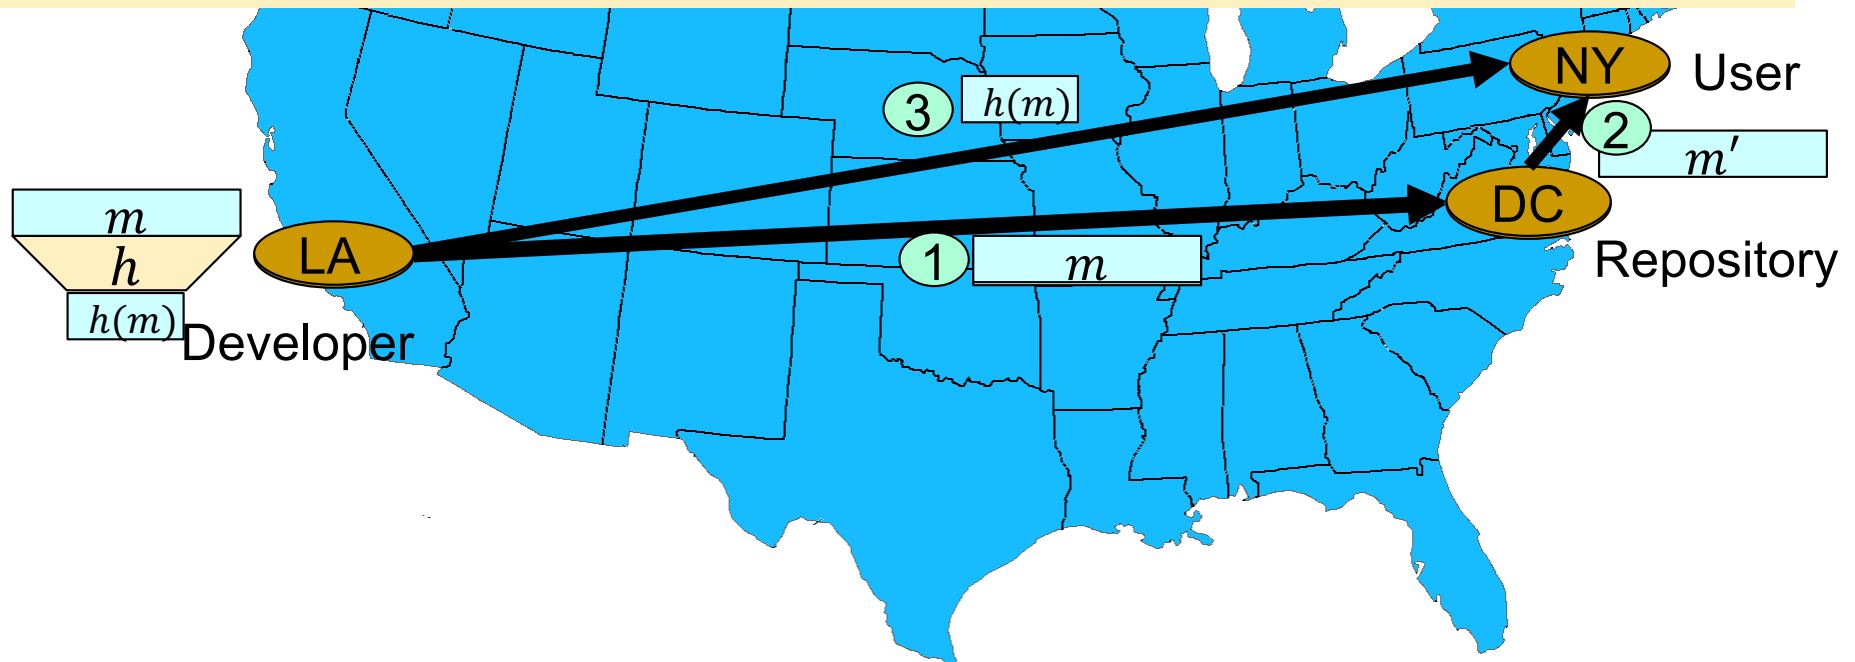 NY
User
3
h(m)
2
m′
DC
m
h
h(m)
LA
1
m
Repository
Developer